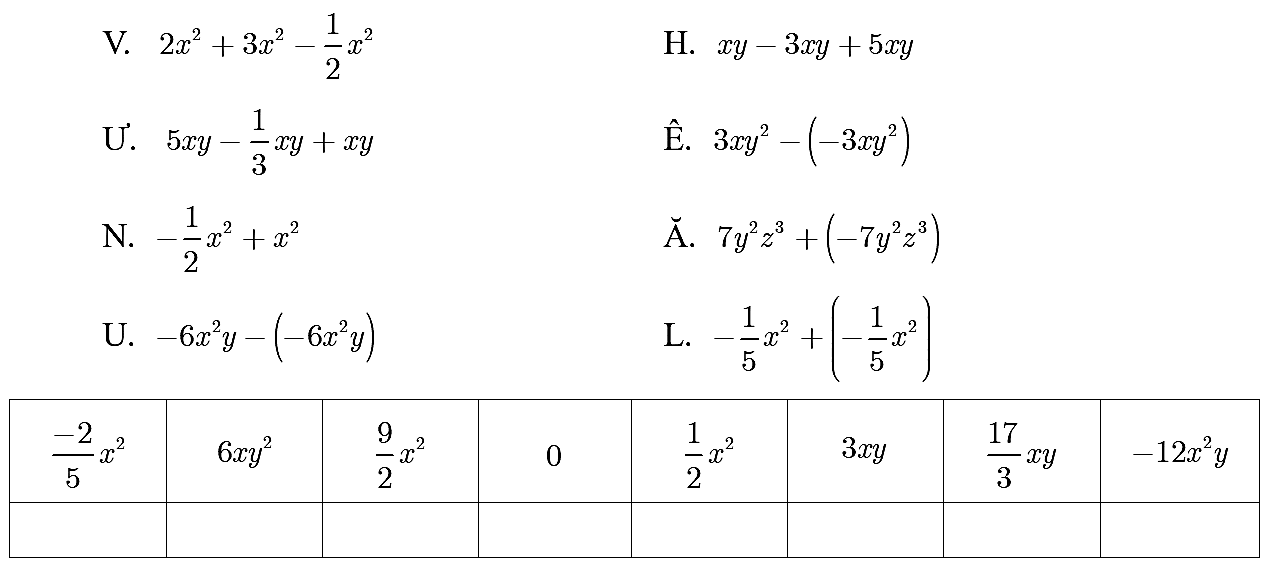 V. 2x² + 3x² − 1/2 x² H. xy − 3xy + 5xy
Ư. 5xy − 1/3 xy + xy Ê. 3xy² − (−3xy²)
N. −1/2 x² + x² Ă. 7y²z³ + (−7y²z³)
U. −6x²y − (−6x²y) L. −1/5 x² + (−1/5 x²)
−2/5 x² 6xy² 9/2 x² 0 1/2 x² 3xy 17/3 xy −12x²y